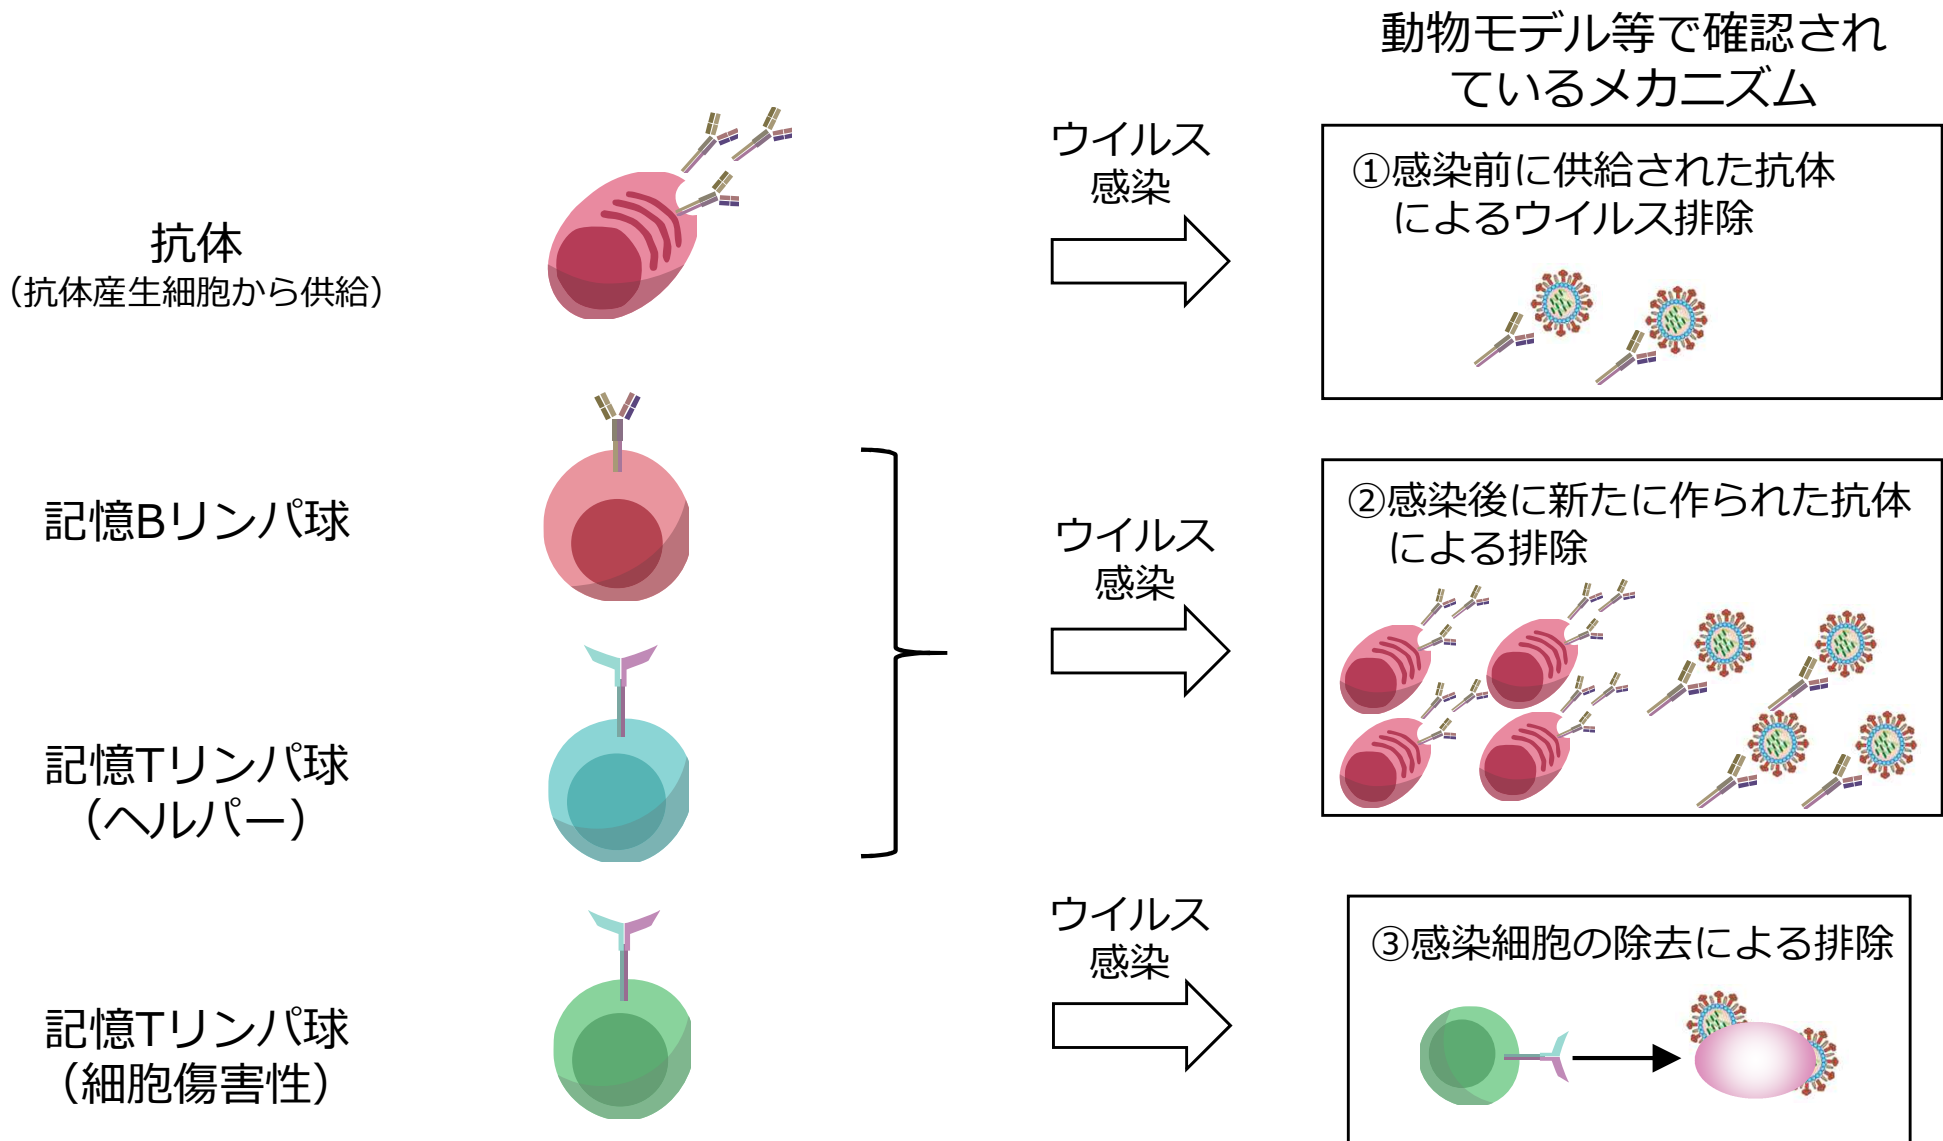 動物モデル等で確認され
ているメカニズム
抗体
（抗体産生細胞から供給）
ウイルス
感染
①感染前に供給された抗体
によるウイルス排除
記憶Bリンパ球
記憶Tリンパ球
（ヘルパー）
ウイルス
感染
②感染後に新たに作られた抗体
による排除
記憶Tリンパ球
（細胞傷害性）
ウイルス
感染
③感染細胞の除去による排除